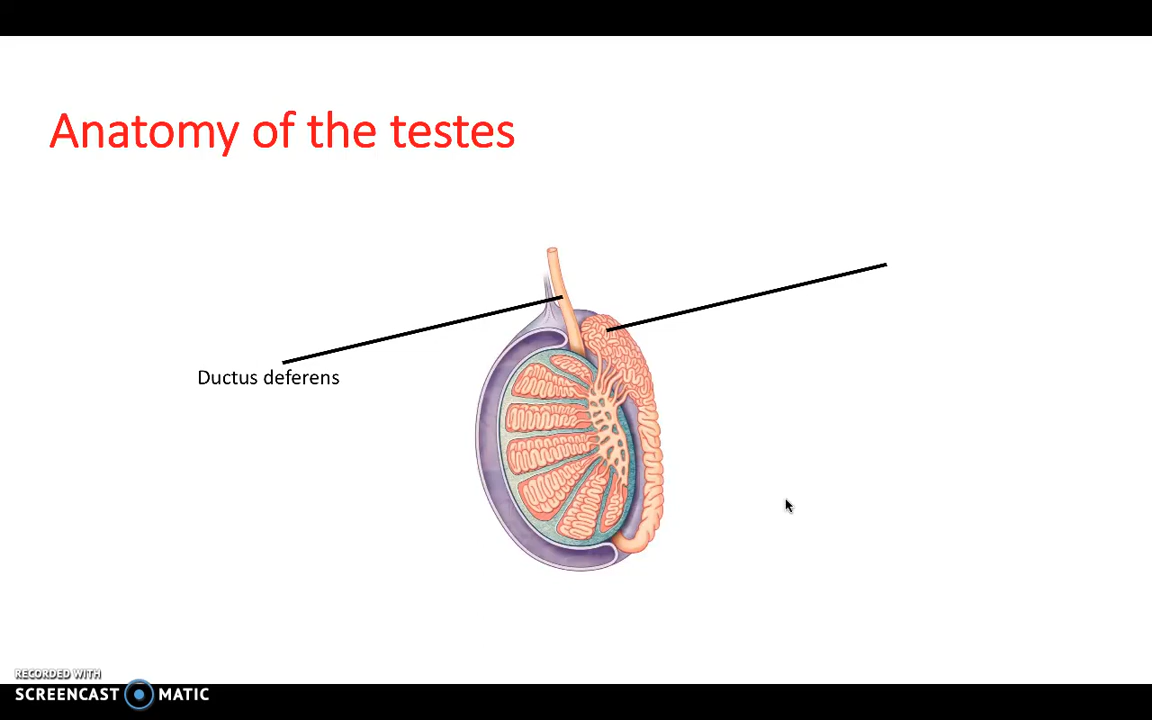 Anatomy of the testes
Ductus deferens
RECORDED WITH
SCREENCAST MATIC